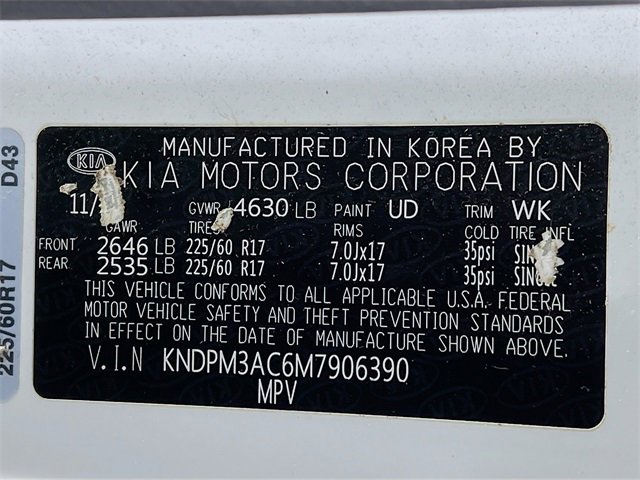 MANUFACTURED IN KOREA BY
KIA KIA MOTORS CORPORATION
11/ GVWR 4630 LB PAINT UD TRIM WK
GAWR TIRES RIMS COLD TIRE INFL
FRONT 2646 LB 225/60 R17 7.0Jx17 35psi
REAR 2535 LB 225/60 R17 7.0Jx17 35psi
THIS VEHICLE CONFORMS TO ALL APPLICABLE U.S.A. FEDERAL
MOTOR VEHICLE SAFETY AND THEFT PREVENTION STANDARDS
IN EFFECT ON THE DATE OF MANUFACTURE SHOWN ABOVE.
V.I.N KNDPM3AC6M7906390
MPV
225/60R17 D43